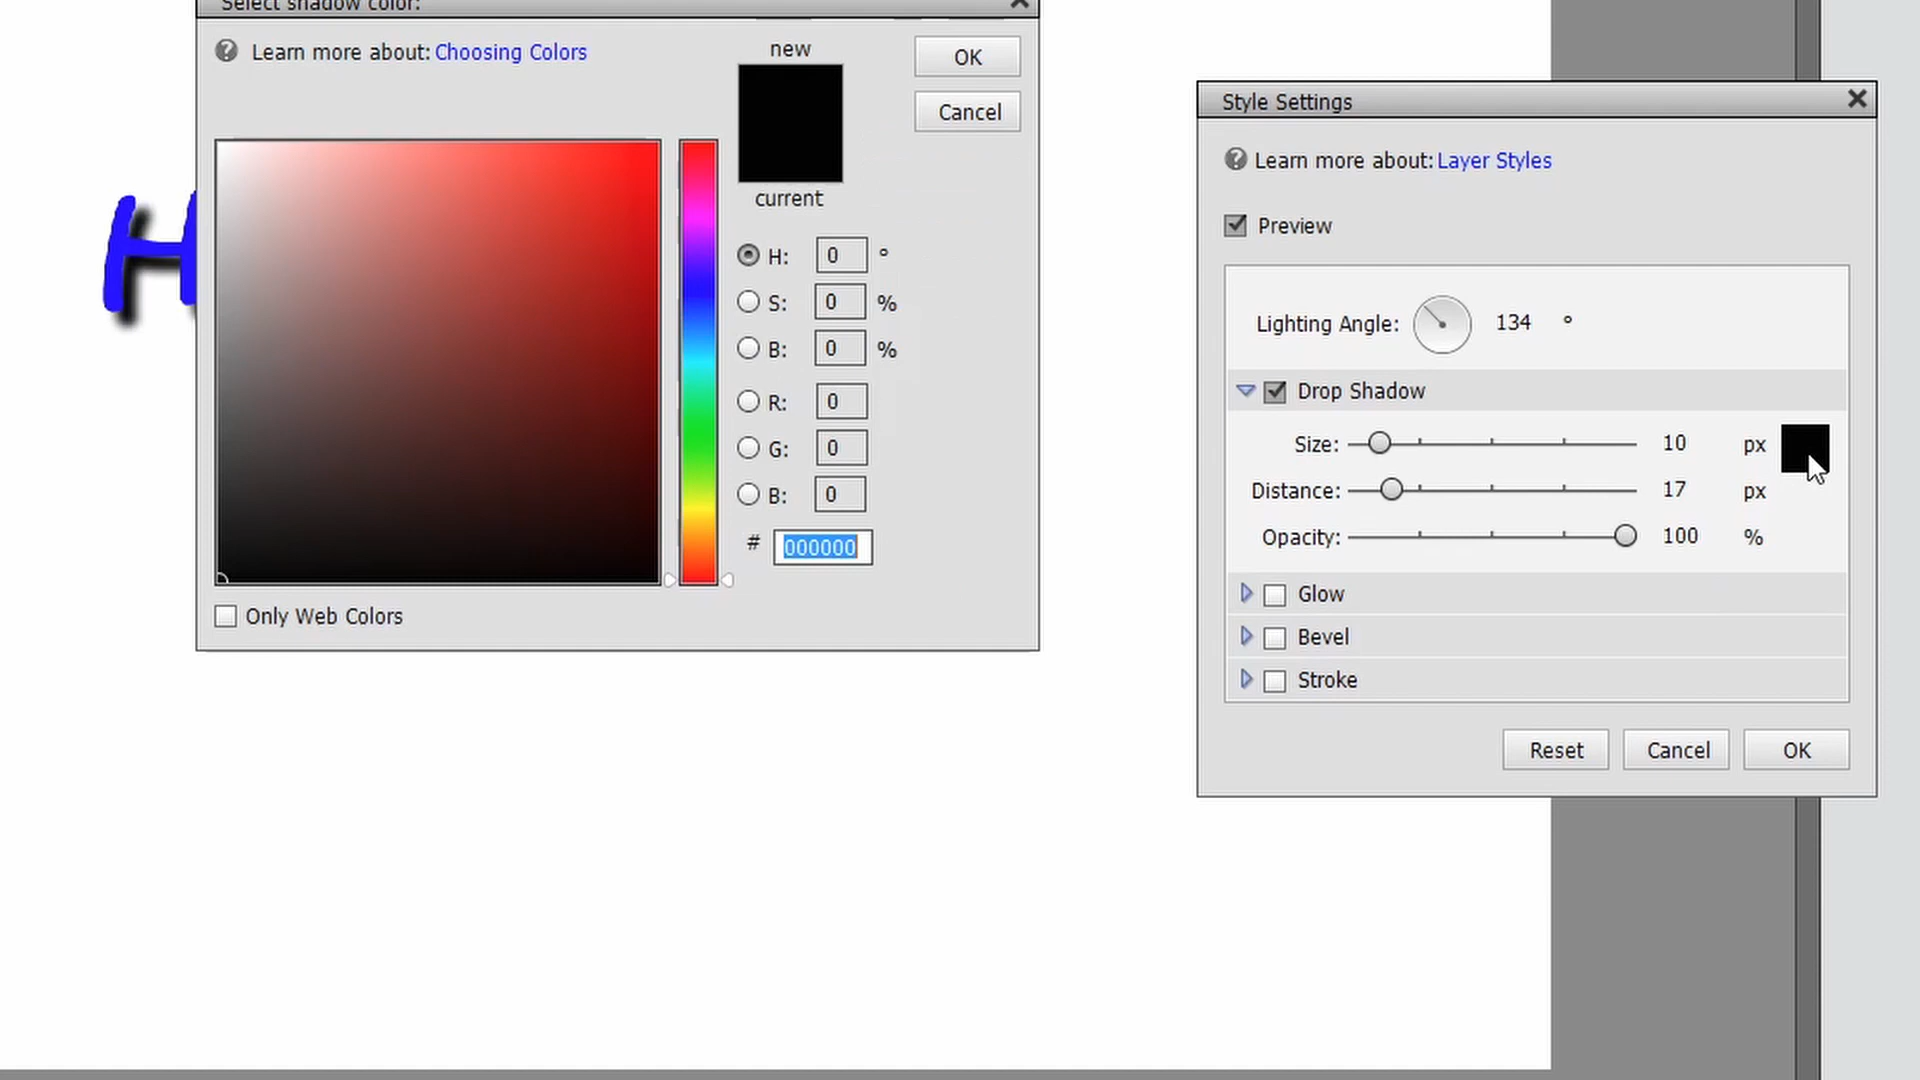 Select shadow color:
Learn more about: Choosing Colors
new
OK
Cancel
current
H: 0 °
S: 0 %
B: 0 %
R: 0
G: 0
B: 0
# 000000
Only Web Colors
H
Style Settings
Learn more about: Layer Styles
Preview
Lighting Angle: 134 °
Drop Shadow
Size: 10 px
Distance: 17 px
Opacity: 100 %
Glow
Bevel
Stroke
Reset Cancel OK